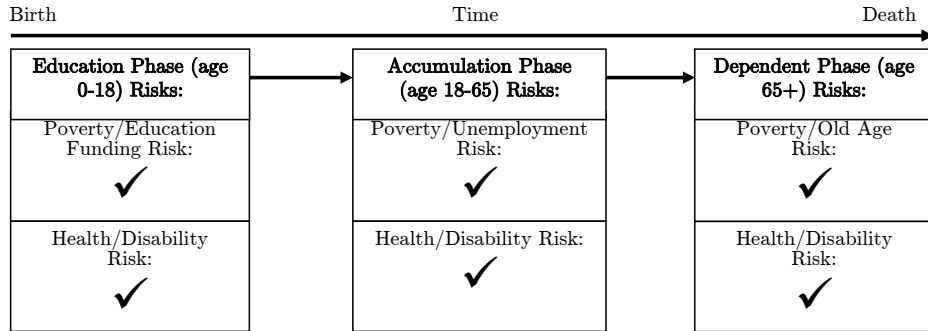 Birth
Time
Death
Education Phase (age
0-18) Risks:
Poverty/Education
Funding Risk:
Health/Disability
Risk:
Accumulation Phase
(age 18-65) Risks:
Poverty/Unemployment
Risk:
Health/Disability Risk:
Dependent Phase (age
65+) Risks:
Poverty/Old Age
Risk:
Health/Disability
Risk: